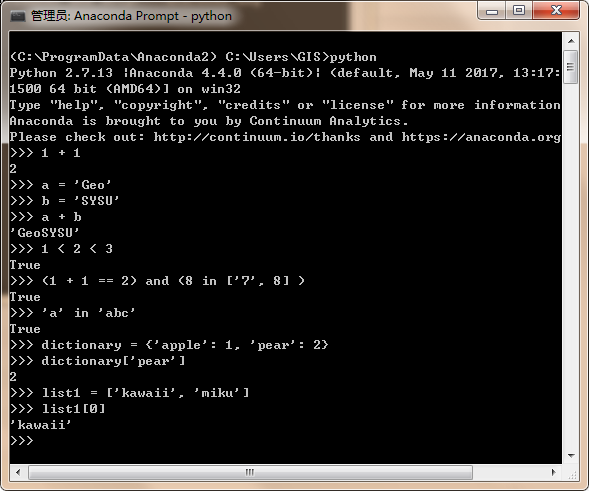 管理员: Anaconda Prompt - python
(C:\ProgramData\Anaconda2) C:\Users\GIS>python
Python 2.7.13 |Anaconda 4.4.0 (64-bit)| (default, May 11 2017, 13:17:
1500 64 bit (AMD64)] on win32
Type "help", "copyright", "credits" or "license" for more information
Anaconda is brought to you by Continuum Analytics.
Please check out: http://continuum.io/thanks and https://anaconda.org
>>> 1 + 1
2
>>> a = 'Geo'
>>> b = 'SYSU'
>>> a + b
'GeoSYSU'
>>> 1 < 2 < 3
True
>>> (1 + 1 == 2) and (8 in ['7', 8] )
True
>>> 'a' in 'abc'
True
>>> dictionary = {'apple': 1, 'pear': 2}
>>> dictionary['pear']
2
>>> list1 = ['kawaii', 'miku']
>>> list1[0]
'kawaii'
>>>